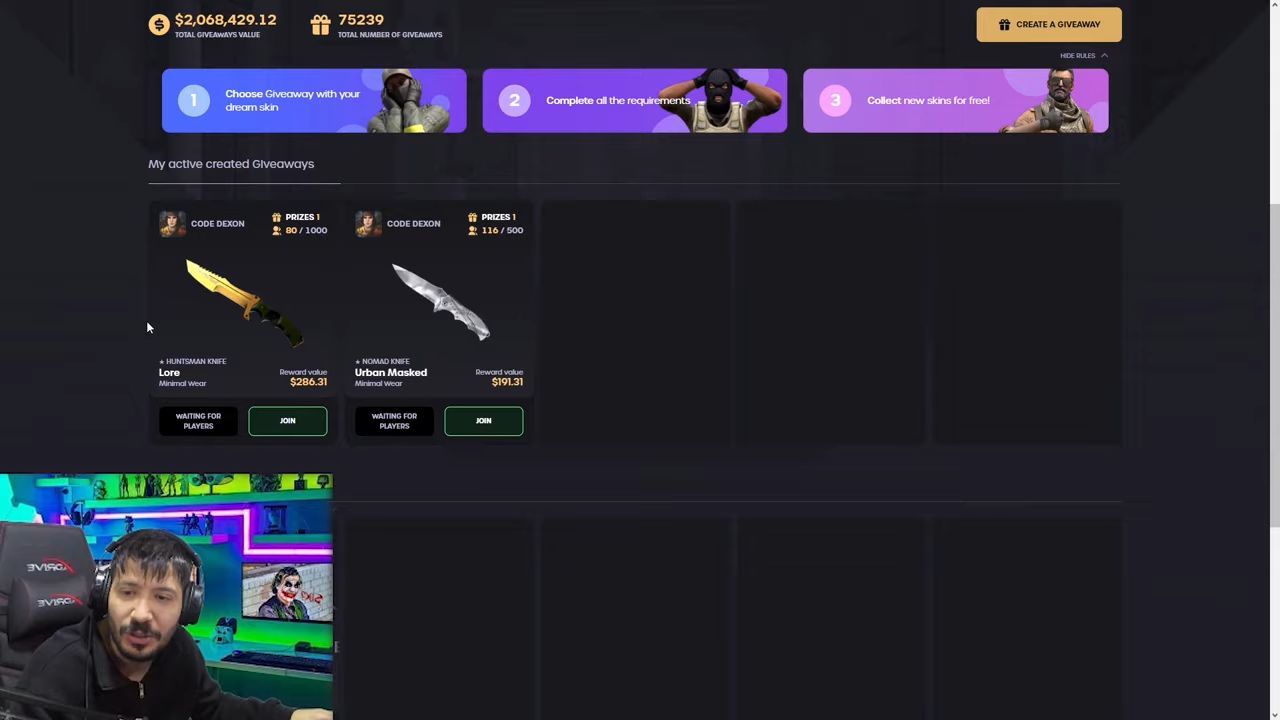 $2,068,429.12
TOTAL GIVEAWAYS VALUE
75239
TOTAL NUMBER OF GIVEAWAYS
CREATE A GIVEAWAY
HIDE RULES
1
Choose Giveaway with your
dream skin
2
Complete all the requirements
3
Collect new skins for free!
My active created Giveaways
CODE DEXON
PRIZES 1
80 / 1000
★ HUNTSMAN KNIFE
Lore
Minimal Wear
Reward value
$286.31
WAITING FOR
PLAYERS
JOIN
CODE DEXON
PRIZES 1
116 / 500
★ NOMAD KNIFE
Urban Masked
Minimal Wear
Reward value
$191.31
WAITING FOR
PLAYERS
JOIN